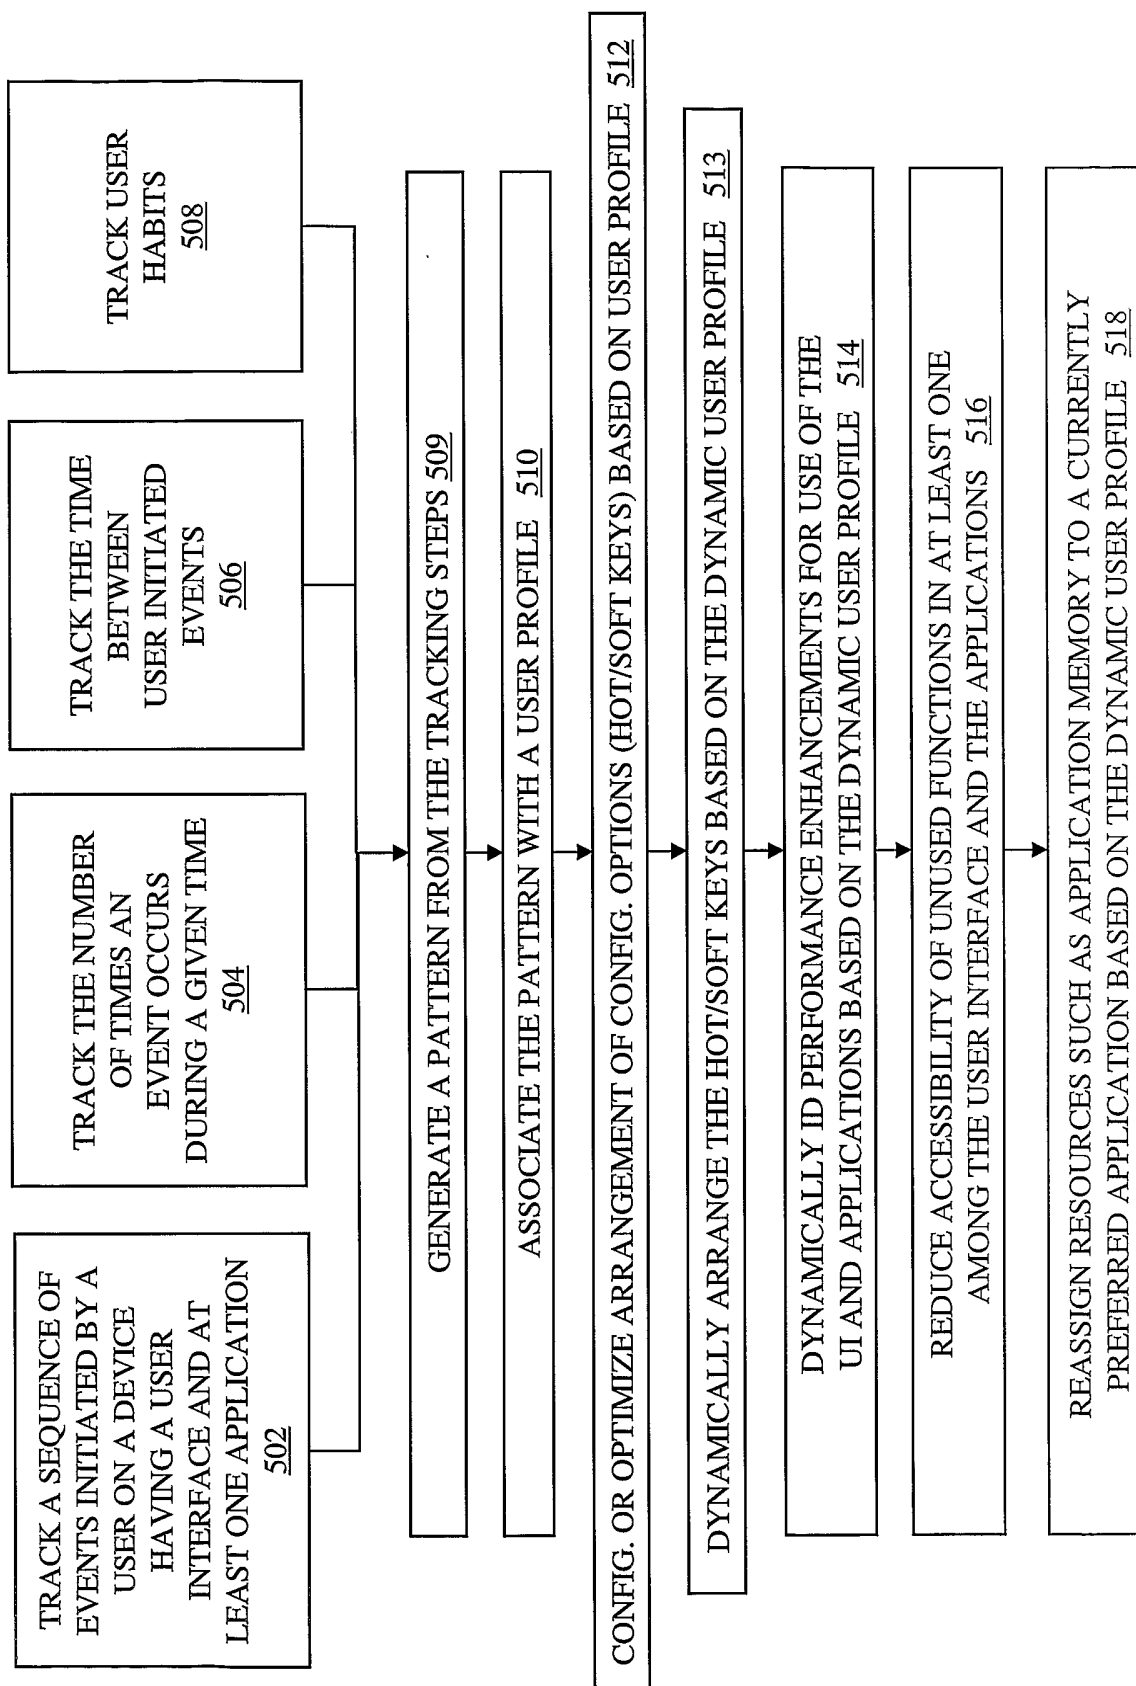 TRACK A SEQUENCE OF
EVENTS INITIATED BY A
USER ON A DEVICE
HAVING A USER
INTERFACE AND AT
LEAST ONE APPLICATION
502
TRACK THE NUMBER
OF TIMES AN
EVENT OCCURS
DURING A GIVEN TIME
504
TRACK THE TIME
BETWEEN
USER INITIATED
EVENTS
506
TRACK USER
HABITS
508
GENERATE A PATTERN FROM THE TRACKING STEPS 509
ASSOCIATE THE PATTERN WITH A USER PROFILE 510
CONFIG. OR OPTIMIZE ARRANGEMENT OF CONFIG. OPTIONS (HOT/SOFT KEYS) BASED ON USER PROFILE 512
DYNAMICALLY ARRANGE THE HOT/SOFT KEYS BASED ON THE DYNAMIC USER PROFILE 513
DYNAMICALLY ID PERFORMANCE ENHANCEMENTS FOR USE OF THE
UI AND APPLICATIONS BASED ON THE DYNAMIC USER PROFILE 514
REDUCE ACCESSIBILITY OF UNUSED FUNCTIONS IN AT LEAST ONE
AMONG THE USER INTERFACE AND THE APPLICATIONS 516
REASSIGN RESOURCES SUCH AS APPLICATION MEMORY TO A CURRENTLY
PREFERRED APPLICATION BASED ON THE DYNAMIC USER PROFILE 518